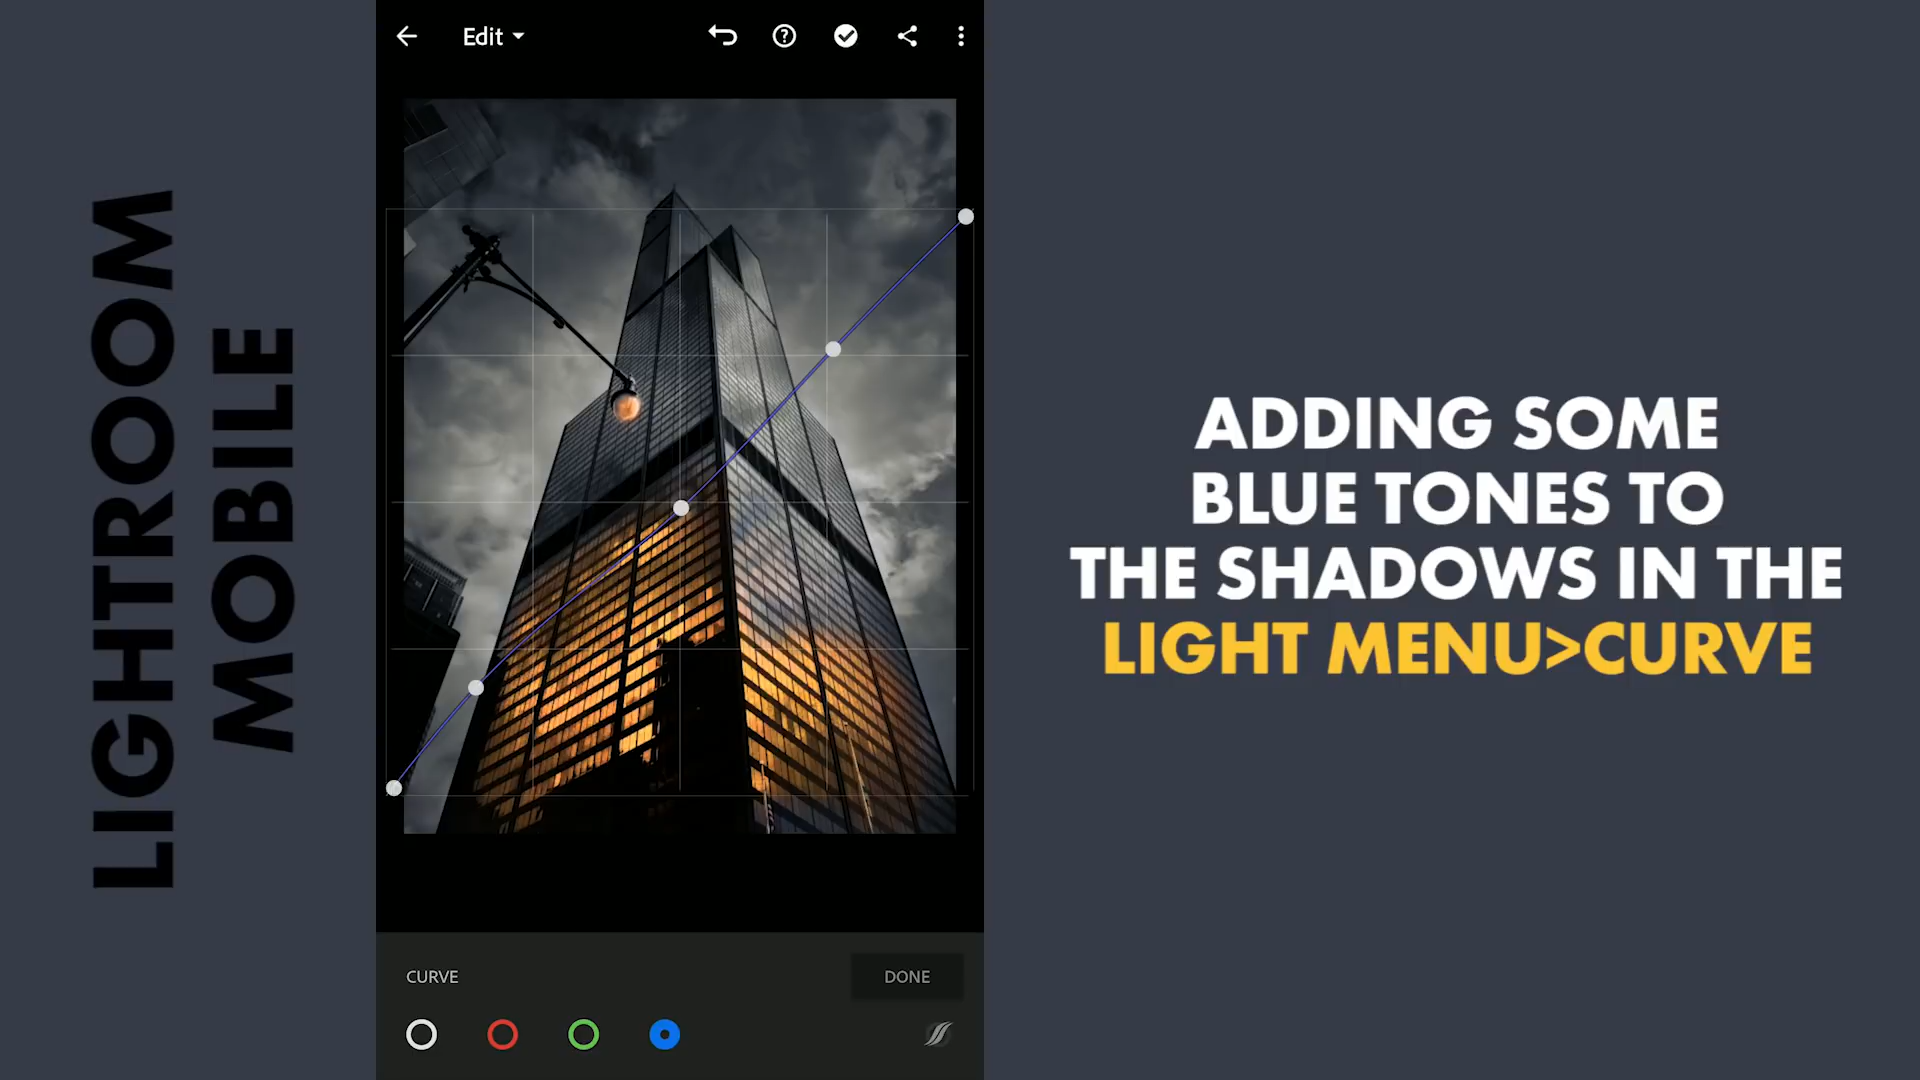 LIGHTROOM
MOBILE
Edit
ADDING SOME
BLUE TONES TO
THE SHADOWS IN THE
LIGHT MENU>CURVE
CURVE
DONE